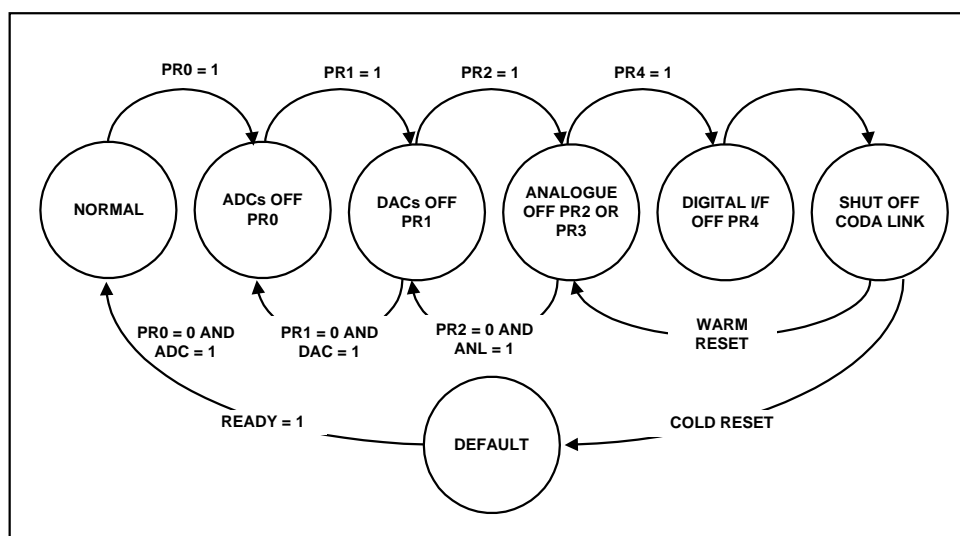 PR0 = 1
PR1 = 1
PR2 = 1
PR4 = 1
NORMAL
ADCs OFF
PR0
DACs OFF
PR1
ANALOGUE
OFF PR2 OR
PR3
DIGITAL I/F
OFF PR4
SHUT OFF
CODA LINK
PR0 = 0 AND
ADC = 1
PR1 = 0 AND
DAC = 1
PR2 = 0 AND
ANL = 1
WARM
RESET
READY = 1
DEFAULT
COLD RESET